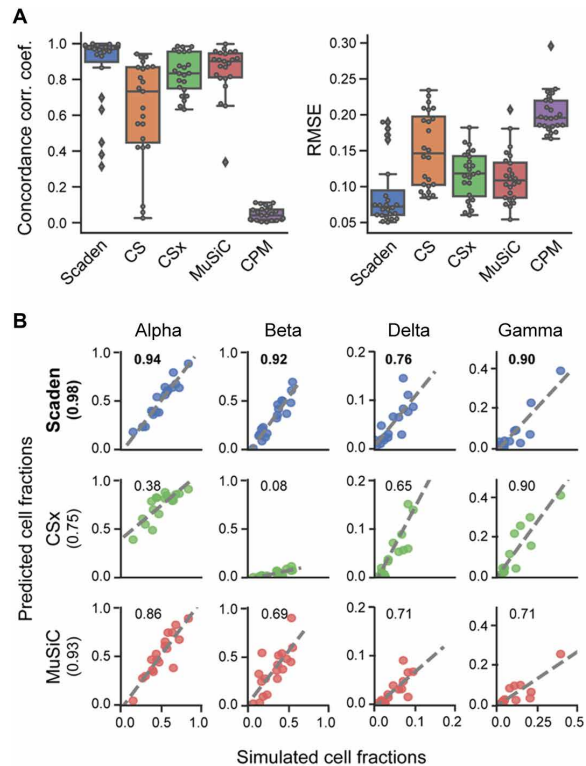 A
Concordance corr. coef.
1.0
0.8
0.6
0.4
0.2
0.0
Scaden
CS
CSx
MuSiC
CPM
RMSE
0.30
0.25
0.20
0.15
0.10
0.05
Scaden
CS
CSx
MuSiC
CPM
B
Alpha
Beta
Delta
Gamma
Predicted cell fractions
Scaden
(0.98)
1.0
0.5
0.0
0.94
1.0
0.5
0
0.92
0.2
0.1
0.0
0.76
0.4
0.2
0.0
0.90
CSx
(0.75)
1.0
0.5
0.0
0.38
1.0
0.5
0.0
0.08
0.2
0.1
0.0
0.65
0.4
0.2
0.0
0.90
MuSiC
(0.93)
1.0
0.5
0
0.86
1.0
0.5
0
0.69
0.2
0.1
0.0
0.71
0.4
0.2
0.0
0.71
0.0 0.5 1.0
0.0 0.5 1.0
0.0 0.1 0.2
0.0 0.25 0.5
Simulated cell fractions